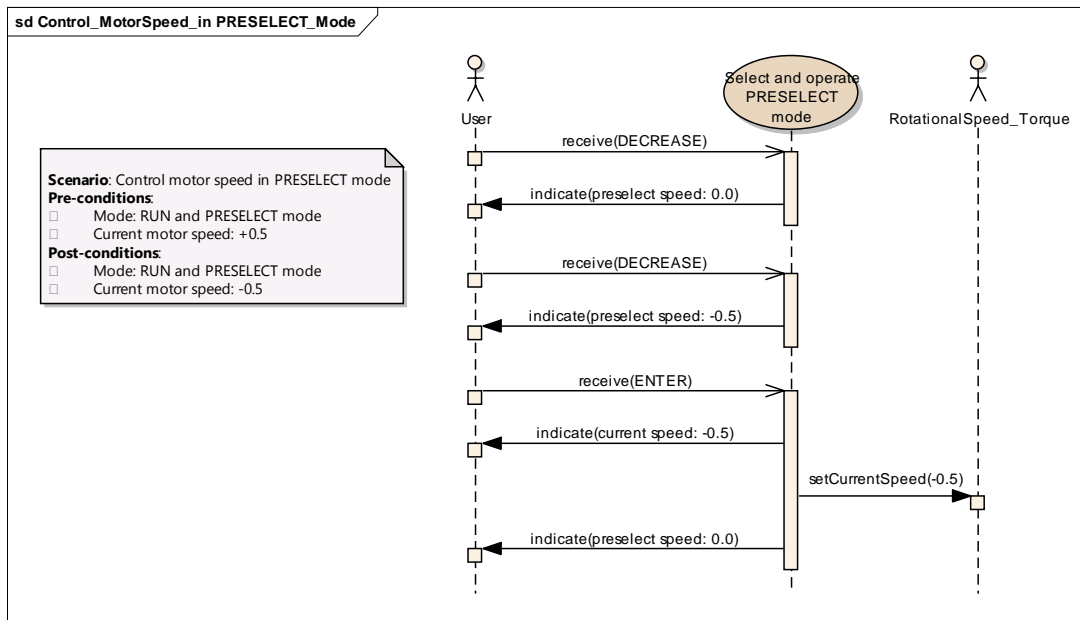 sd Control_MotorSpeed_in PRESELECT_Mode
User
Select and operate
PRESELECT
mode
RotationalSpeed_Torque
Scenario: Control motor speed in PRESELECT mode
Pre-conditions:
Mode: RUN and PRESELECT mode
Current motor speed: +0.5
Post-conditions:
Mode: RUN and PRESELECT mode
Current motor speed: -0.5
receive(DECREASE)
indicate(preselect speed: 0.0)
receive(DECREASE)
indicate(preselect speed: -0.5)
receive(ENTER)
indicate(current speed: -0.5)
setCurrentSpeed(-0.5)
indicate(preselect speed: 0.0)